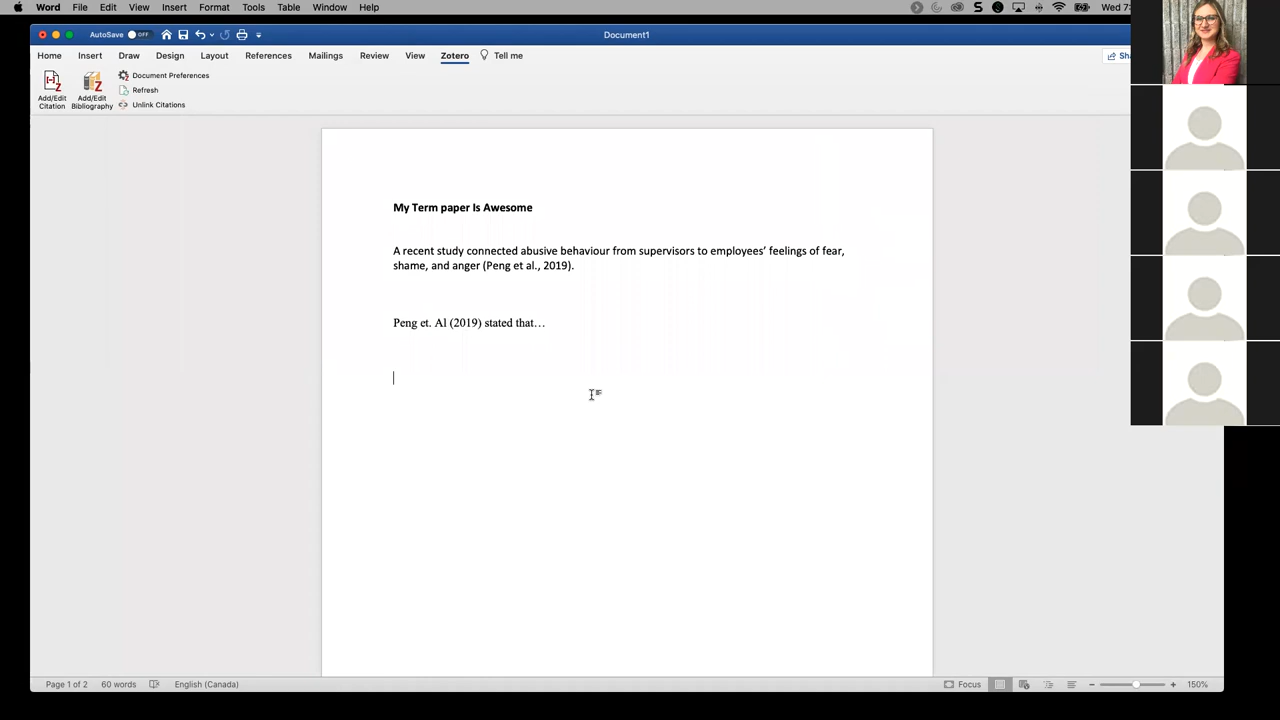 Word File Edit View Insert Format Tools Table Window Help
Wed 7:
AutoSave OFF
Document1
Home Insert Draw Design Layout References Mailings Review View Zotero Tell me
Add/Edit Citation
Add/Edit Bibliography
Document Preferences
Refresh
Unlink Citations
My Term paper Is Awesome
A recent study connected abusive behaviour from supervisors to employees’ feelings of fear,
shame, and anger (Peng et al., 2019).
Peng et. Al (2019) stated that…
Page 1 of 2 60 words English (Canada) Focus 150%